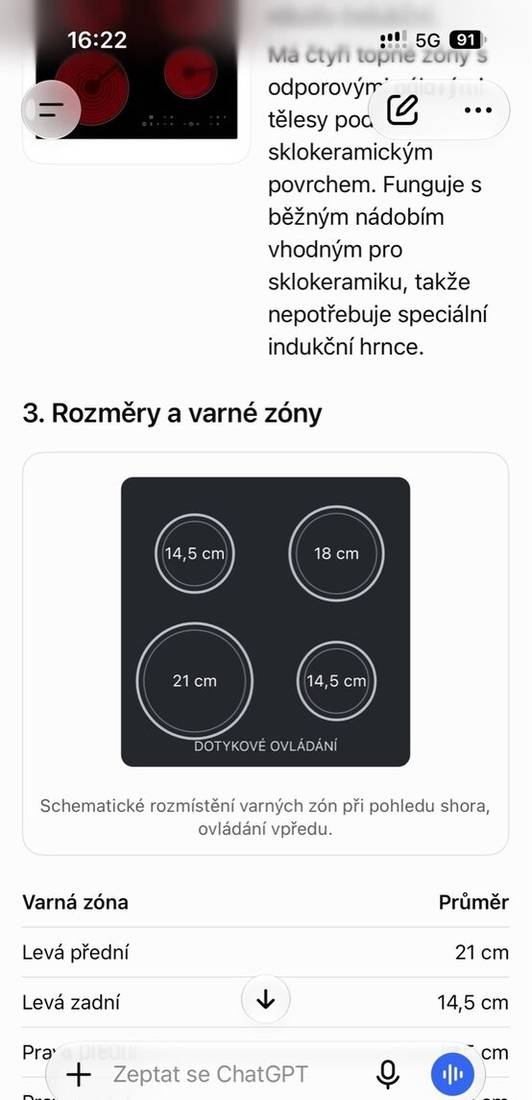 16:22
5G 91
Má čtyři topné zóny s
odporovými
tělesy pod
sklokeramickým
povrchem. Funguje s
běžným nádobím
vhodným pro
sklokeramiku, takže
nepotřebuje speciální
indukční hrnce.
3. Rozměry a varné zóny
14,5 cm
18 cm
21 cm
14,5 cm
DOTYKOVÉ OVLÁDÁNÍ
Schematické rozmístění varných zón při pohledu shora,
ovládání vpředu.
Varná zóna Průměr
Levá přední 21 cm
Levá zadní 14,5 cm
cm
Zeptat se ChatGPT